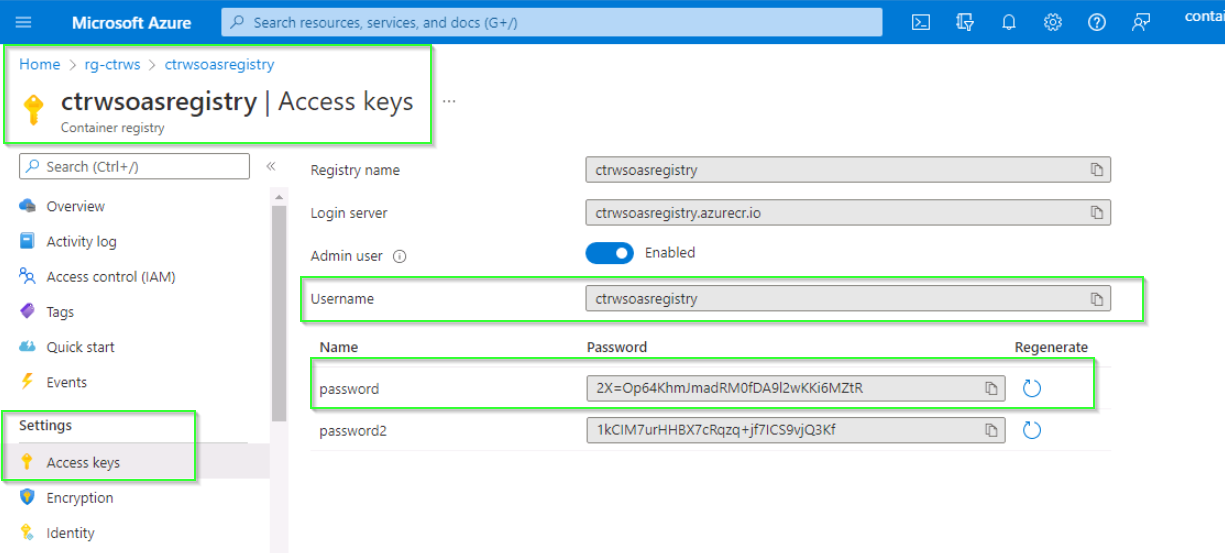 Microsoft Azure
Search resources, services, and docs (G+/)
contai
Home > rg-ctrws > ctrwsoasregistry
ctrwsoasregistry | Access keys ...
Container registry
Search (Ctrl+/)
«
Overview
Activity log
Access control (IAM)
Tags
Quick start
Events
Settings
Access keys
Encryption
Identity
Registry name ctrwsoasregistry
Login server ctrwsoasregistry.azurecr.io
Admin user Enabled
Username ctrwsoasregistry
Name Password Regenerate
password 2X=Op64KhmJmadRM0fDA9l2wKKi6MZtR
password2 1kCIM7urHHBX7cRqzq+jf7ICS9vjQ3Kf